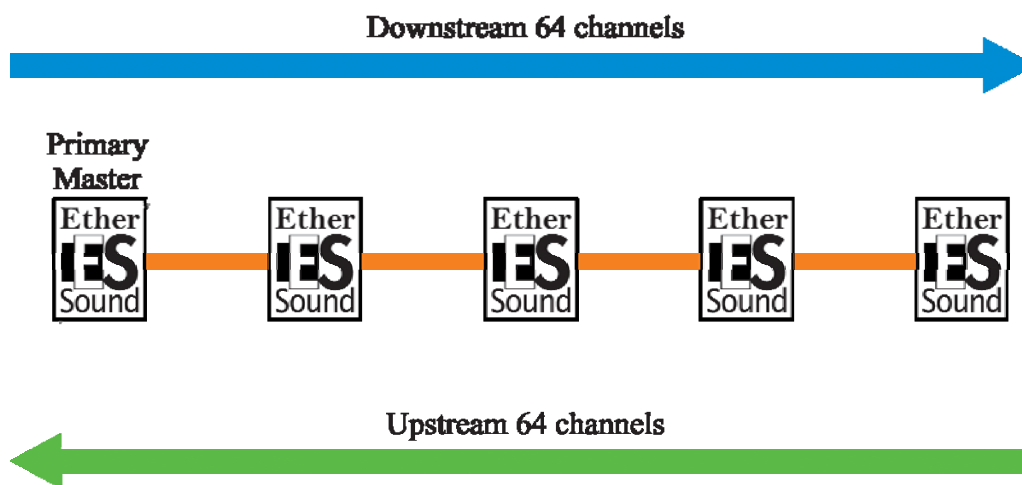 Downstream 64 channels
Primary
Master
Ether
ES
Sound
Ether
ES
Sound
Ether
ES
Sound
Ether
ES
Sound
Ether
ES
Sound
Upstream 64 channels